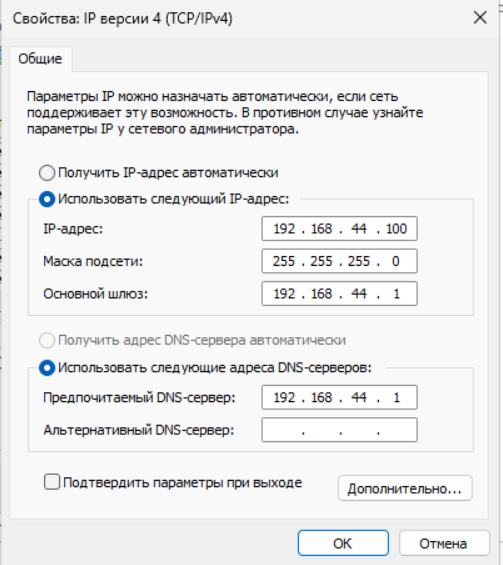 Свойства: IP версии 4 (TCP/IPv4)
Общие
Параметры IP можно назначать автоматически, если сеть
поддерживает эту возможность. В противном случае узнайте
параметры IP у сетевого администратора.
Получить IP-адрес автоматически
Использовать следующий IP-адрес:
IP-адрес: 192 . 168 . 44 . 100
Маска подсети: 255 . 255 . 255 . 0
Основной шлюз: 192 . 168 . 44 . 1
Получить адрес DNS-сервера автоматически
Использовать следующие адреса DNS-серверов:
Предпочитаемый DNS-сервер: 192 . 168 . 44 . 1
Альтернативный DNS-сервер: . . .
Подтвердить параметры при выходе
Дополнительно...
ОК Отмена